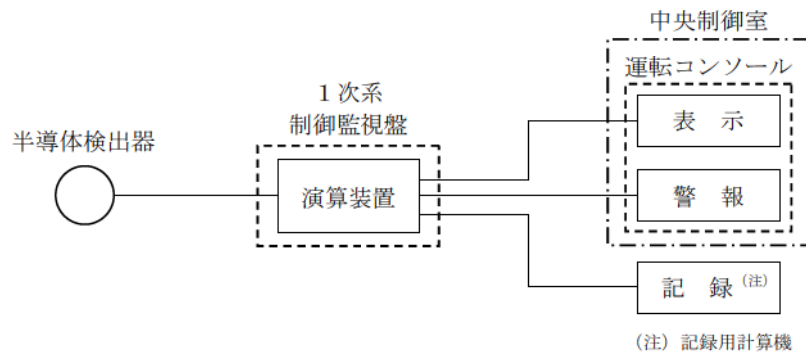 中央制御室
運転コンソール
1次系
制御監視盤
半導体検出器
表 示
演算装置
警 報
記 録(注)
(注) 記録用計算機